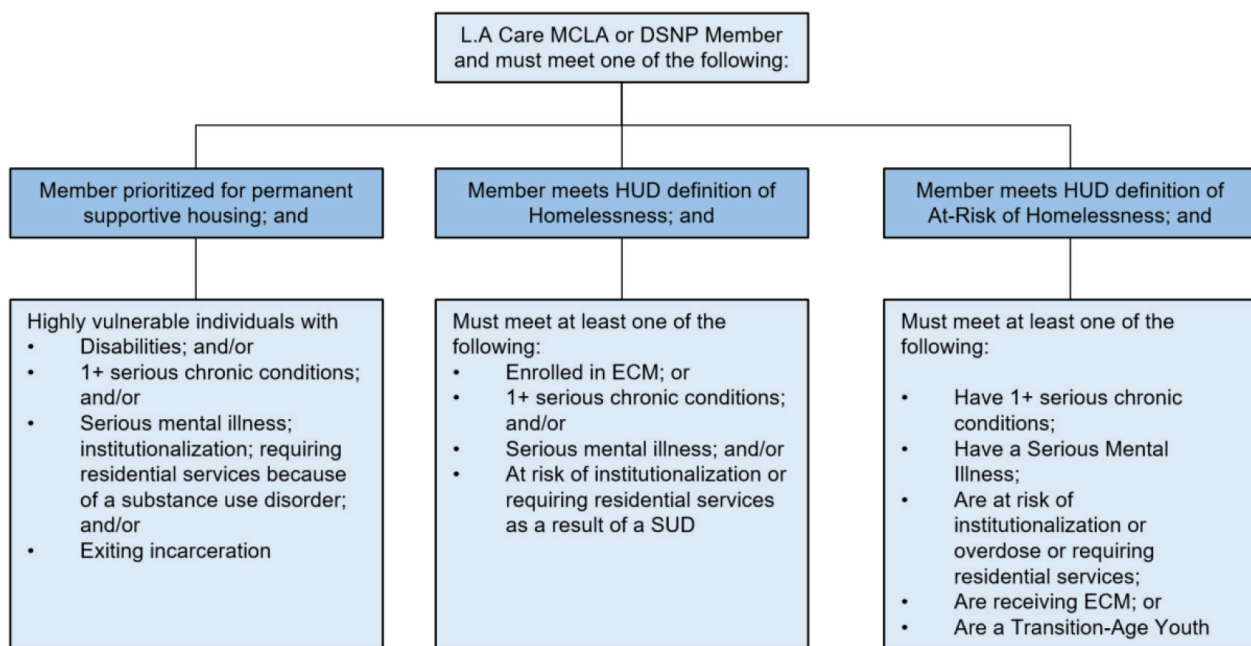 L.A Care MCLA or DSNP Member
and must meet one of the following:
Member prioritized for permanent
supportive housing; and
Highly vulnerable individuals with
• Disabilities; and/or
• 1+ serious chronic conditions;
and/or
• Serious mental illness;
institutionalization; requiring
residential services because
of a substance use disorder;
and/or
• Exiting incarceration
Member meets HUD definition of
Homelessness; and
Must meet at least one of the
following:
• Enrolled in ECM; or
• 1+ serious chronic conditions;
and/or
• Serious mental illness; and/or
• At risk of institutionalization or
requiring residential services
as a result of a SUD
Member meets HUD definition of
At-Risk of Homelessness; and
Must meet at least one of the
following:
• Have 1+ serious chronic
conditions;
• Have a Serious Mental
Illness;
• Are at risk of
institutionalization or
overdose or requiring
residential services;
• Are receiving ECM; or
• Are a Transition-Age Youth